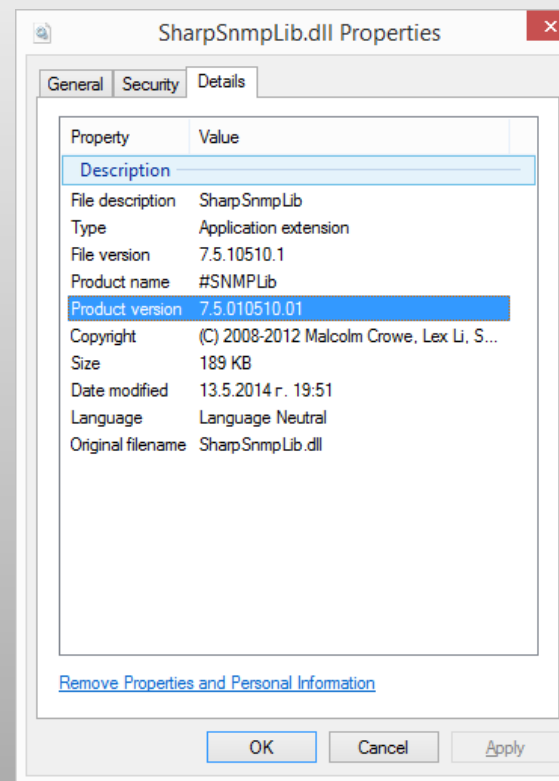 SharpSnmpLib.dll Properties
General Security Details
Property Value
Description
File description SharpSnmpLib
Type Application extension
File version 7.5.10510.1
Product name #SNMPLib
Product version 7.5.010510.01
Copyright (C) 2008-2012 Malcolm Crowe, Lex Li, S...
Size 189 KB
Date modified 13.5.2014 г. 19:51
Language Language Neutral
Original filename SharpSnmpLib.dll
Remove Properties and Personal Information
OK Cancel Apply